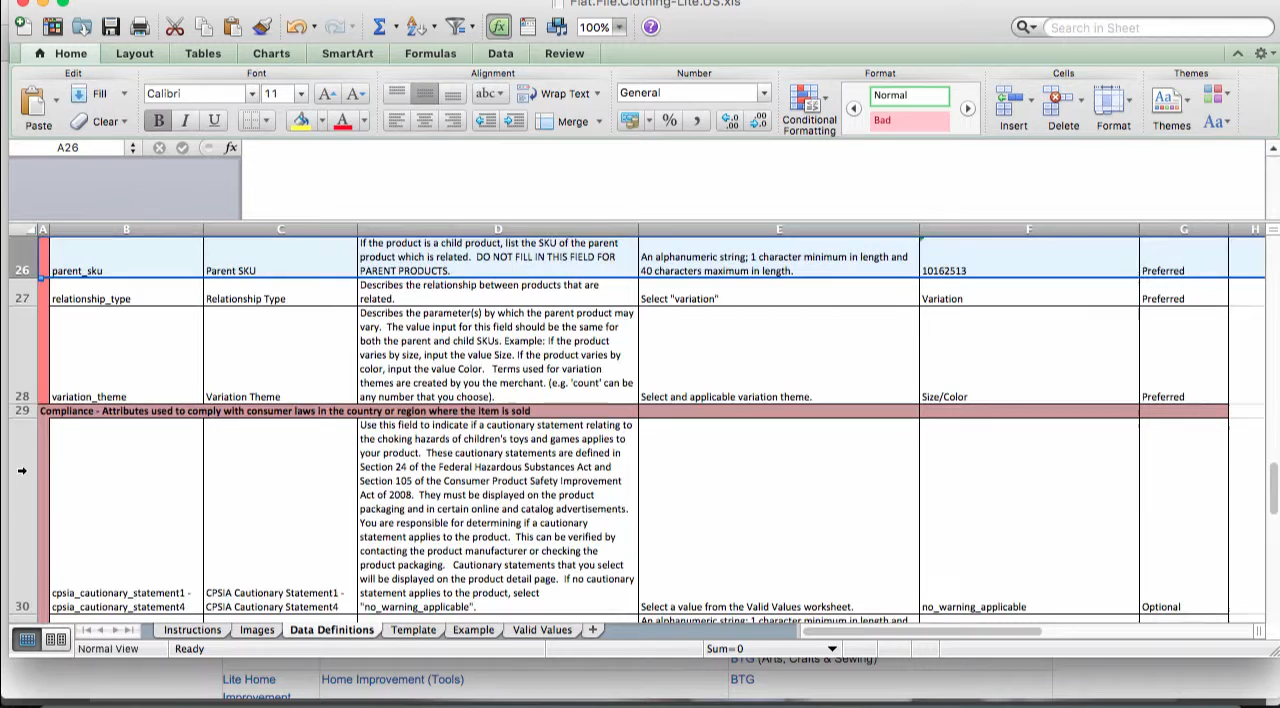 Flat.File.Clothing-Lite.US.xls
100%
Search in Sheet
Home
Layout
Tables
Charts
SmartArt
Formulas
Data
Review
Edit
Font
Alignment
Number
Format
Cells
Themes
Paste
Fill
Clear
Calibri
11
B
I
U
abc
Wrap Text
Merge
General
%
Conditional
Formatting
Normal
Bad
Insert
Delete
Format
Themes
Aa
A26
fx
A
B
C
D
E
F
G
H
If the product is a child product, list the SKU of the parent
product which is related. DO NOT FILL IN THIS FIELD FOR
PARENT PRODUCTS.
An alphanumeric string; 1 character minimum in length and
40 characters maximum in length.
26
parent_sku
Parent SKU
10162513
Preferred
Describes the relationship between products that are
related.
27
relationship_type
Relationship Type
Select "variation"
Variation
Preferred
Describes the parameter(s) by which the parent product may
vary. The value input for this field should be the same for
both the parent and child SKUs. Example: If the product
varies by size, input the value Size. If the product varies by
color, input the value Color. Terms used for variation
themes are created by you the merchant. (e.g. 'count' can be
any number that you choose).
28
variation_theme
Variation Theme
Select and applicable variation theme.
Size/Color
Preferred
29
Compliance - Attributes used to comply with consumer laws in the country or region where the item is sold
Use this field to indicate if a cautionary statement relating to
the choking hazards of children's toys and games applies to
your product. These cautionary statements are defined in
Section 24 of the Federal Hazardous Substances Act and
Section 105 of the Consumer Product Safety Improvement
Act of 2008. They must be displayed on the product
packaging and in certain online and catalog advertisements.
You are responsible for determining if a cautionary
statement applies to the product. This can be verified by
contacting the product manufacturer or checking the
product packaging. Cautionary statements that you select
will be displayed on the product detail page. If no cautionary
statement applies to the product, select
"no_warning_applicable".
30
cpsia_cautionary_statement1 -
cpsia_cautionary_statement4
CPSIA Cautionary Statement1 -
CPSIA Cautionary Statement4
Select a value from the Valid Values worksheet.
no_warning_applicable
Optional
An alphanumeric string; 1 character minimum in length and
Instructions
Images
Data Definitions
Template
Example
Valid Values
Normal View
Ready
Sum=0
BTG (Arts, Crafts & Sewing)
Lite Home
Improvement
Home Improvement (Tools)
BTG